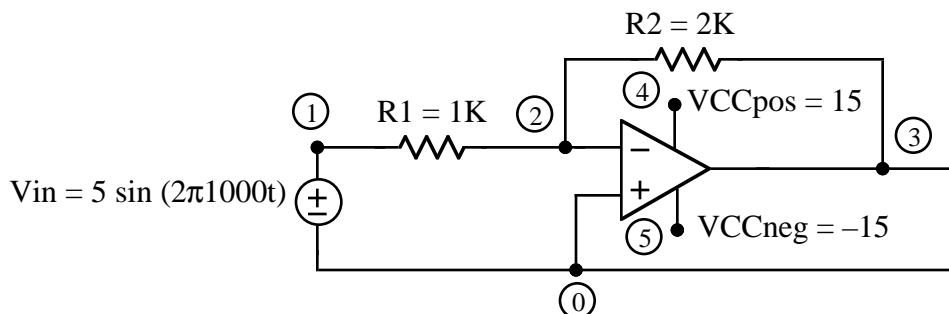 R2 = 2K
4
VCCpos = 15
1
R1 = 1K
2
3
Vin = 5 sin (2π1000t)
5
VCCneg = –15
0